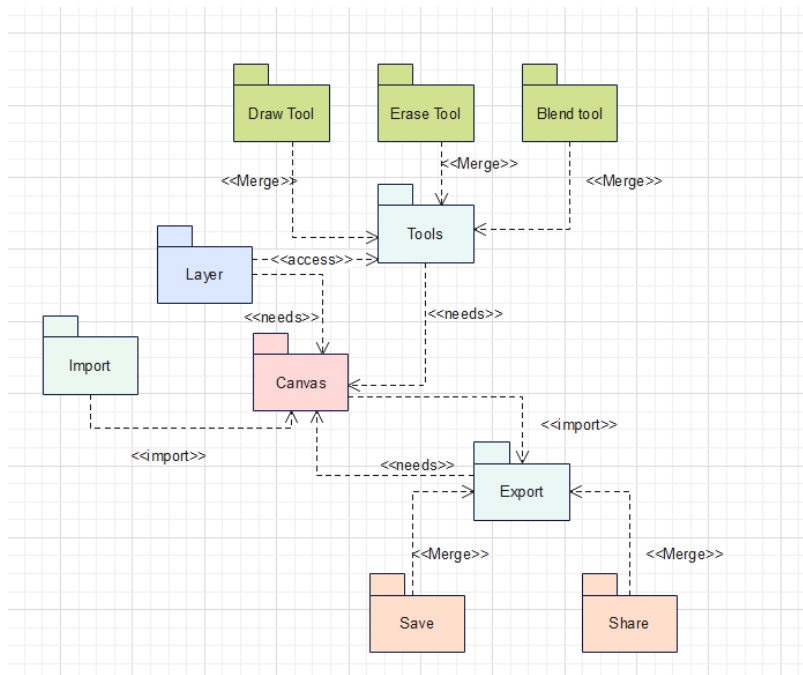 Draw Tool
Erase Tool
Blend tool
<<Merge>>
<<Merge>>
<<Merge>>
Tools
Layer
<<access>>
<<needs>>
<<needs>>
Import
Canvas
<<import>>
<<import>>
<<needs>>
Export
<<Merge>>
<<Merge>>
Save
Share